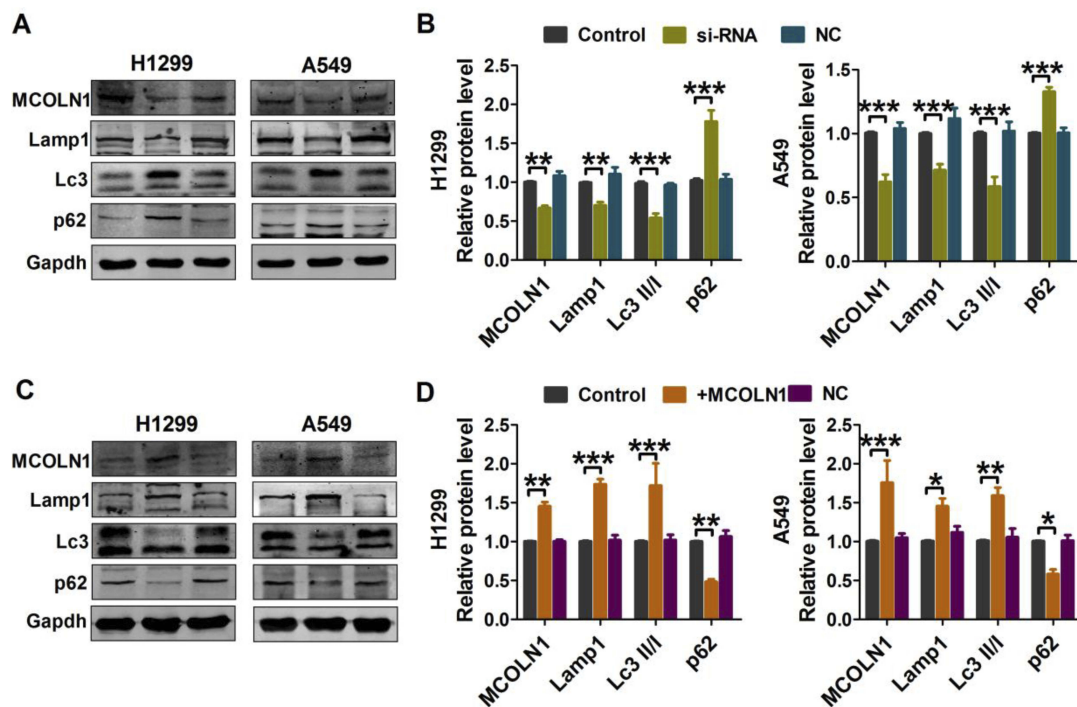 A
H1299
A549
MCOLN1
Lamp1
Lc3
p62
Gapdh
B
Control
si-RNA
NC
H1299
Relative protein level
2.5
2.0
1.5
1.0
0.5
0.0
**
**
***
***
MCOLN1
Lamp1
Lc3 II/I
p62
A549
Relative protein level
1.5
1.0
0.5
0.0
***
***
***
***
MCOLN1
Lamp1
Lc3 II/I
p62
C
H1299
A549
MCOLN1
Lamp1
Lc3
p62
Gapdh
D
Control
+MCOLN1
NC
H1299
Relative protein level
2.5
2.0
1.5
1.0
0.5
0.0
**
***
***
**
MCOLN1
Lamp1
Lc3 II/I
p62
A549
Relative protein level
2.5
2.0
1.5
1.0
0.5
0.0
***
*
**
*
MCOLN1
Lamp1
Lc3 II/I
p62